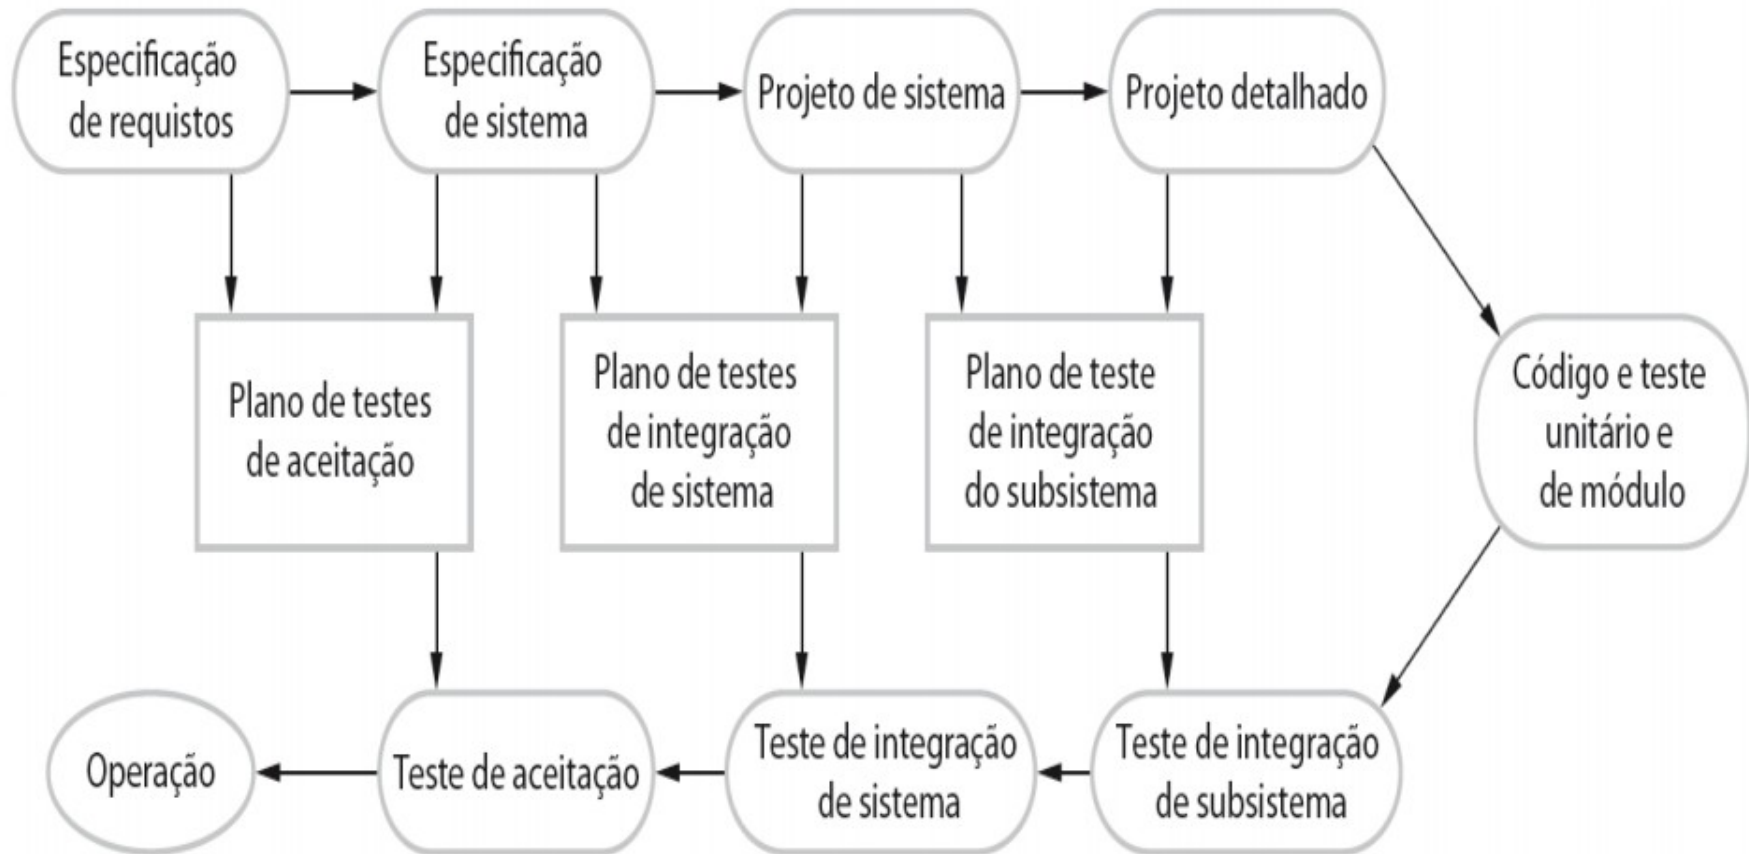 Especificação
de requistos
Especificação
de sistema
Projeto de sistema
Projeto detalhado
Plano de testes
de aceitação
Plano de testes
de integração
de sistema
Plano de teste
de integração
do subsistema
Código e teste
unitário e
de módulo
Operação
Teste de aceitação
Teste de integração
de sistema
Teste de integração
de subsistema